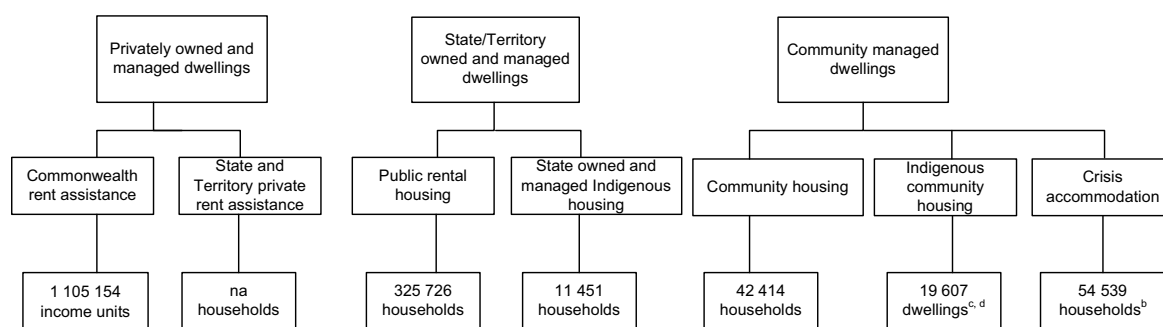 Privately owned and
managed dwellings
State/Territory
owned and managed
dwellings
Community managed
dwellings
Commonwealth
rent assistance
State and
Territory private
rent assistance
Public rental
housing
State owned and
managed Indigenous
housing
Community housing
Indigenous
community
housing
Crisis
accommodation
1 105 154
income units
na
households
325 726
households
11 451
households
42 414
households
19 607
dwellings^c, d
54 539
households^b